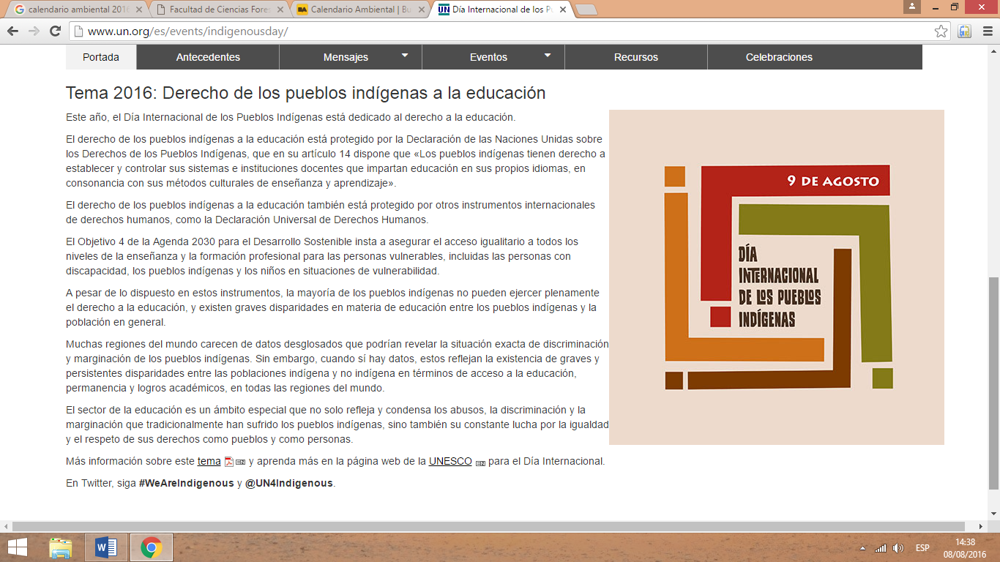 calendario ambiental 201
Facultad de Ciencias Fores
BA Calendario Ambiental | Bu
UN Día Internacional de los Pu
www.un.org/es/events/indigenousday/
Portada Antecedentes Mensajes Eventos Recursos Celebraciones
Tema 2016: Derecho de los pueblos indígenas a la educación
Este año, el Día Internacional de los Pueblos Indígenas está dedicado al derecho a la educación.
El derecho de los pueblos indígenas a la educación está protegido por la Declaración de las Naciones Unidas sobre
los Derechos de los Pueblos Indígenas, que en su artículo 14 dispone que «Los pueblos indígenas tienen derecho a
establecer y controlar sus sistemas e instituciones docentes que impartan educación en sus propios idiomas, en
consonancia con sus métodos culturales de enseñanza y aprendizaje».
El derecho de los pueblos indígenas a la educación también está protegido por otros instrumentos internacionales
de derechos humanos, como la Declaración Universal de Derechos Humanos.
El Objetivo 4 de la Agenda 2030 para el Desarrollo Sostenible insta a asegurar el acceso igualitario a todos los
niveles de la enseñanza y la formación profesional para las personas vulnerables, incluidas las personas con
discapacidad, los pueblos indígenas y los niños en situaciones de vulnerabilidad.
A pesar de lo dispuesto en estos instrumentos, la mayoría de los pueblos indígenas no pueden ejercer plenamente
el derecho a la educación, y existen graves disparidades en materia de educación entre los pueblos indígenas y la
población en general.
Muchas regiones del mundo carecen de datos desglosados que podrían revelar la situación exacta de discriminación
y marginación de los pueblos indígenas. Sin embargo, cuando sí hay datos, estos reflejan la existencia de graves y
persistentes disparidades entre las poblaciones indígena y no indígena en términos de acceso a la educación,
permanencia y logros académicos, en todas las regiones del mundo.
El sector de la educación es un ámbito especial que no solo refleja y condensa los abusos, la discriminación y la
marginación que tradicionalmente han sufrido los pueblos indígenas, sino también su constante lucha por la igualdad
y el respeto de sus derechos como pueblos y como personas.
Más información sobre este tema y aprenda más en la página web de la UNESCO para el Día Internacional.
En Twitter, siga #WeAreIndigenous y @UN4Indigenous.
9 DE AGOSTO
DÍA
INTERNACIONAL
DE LOS PUEBLOS
INDÍGENAS
ESP
14:38
08/08/2016